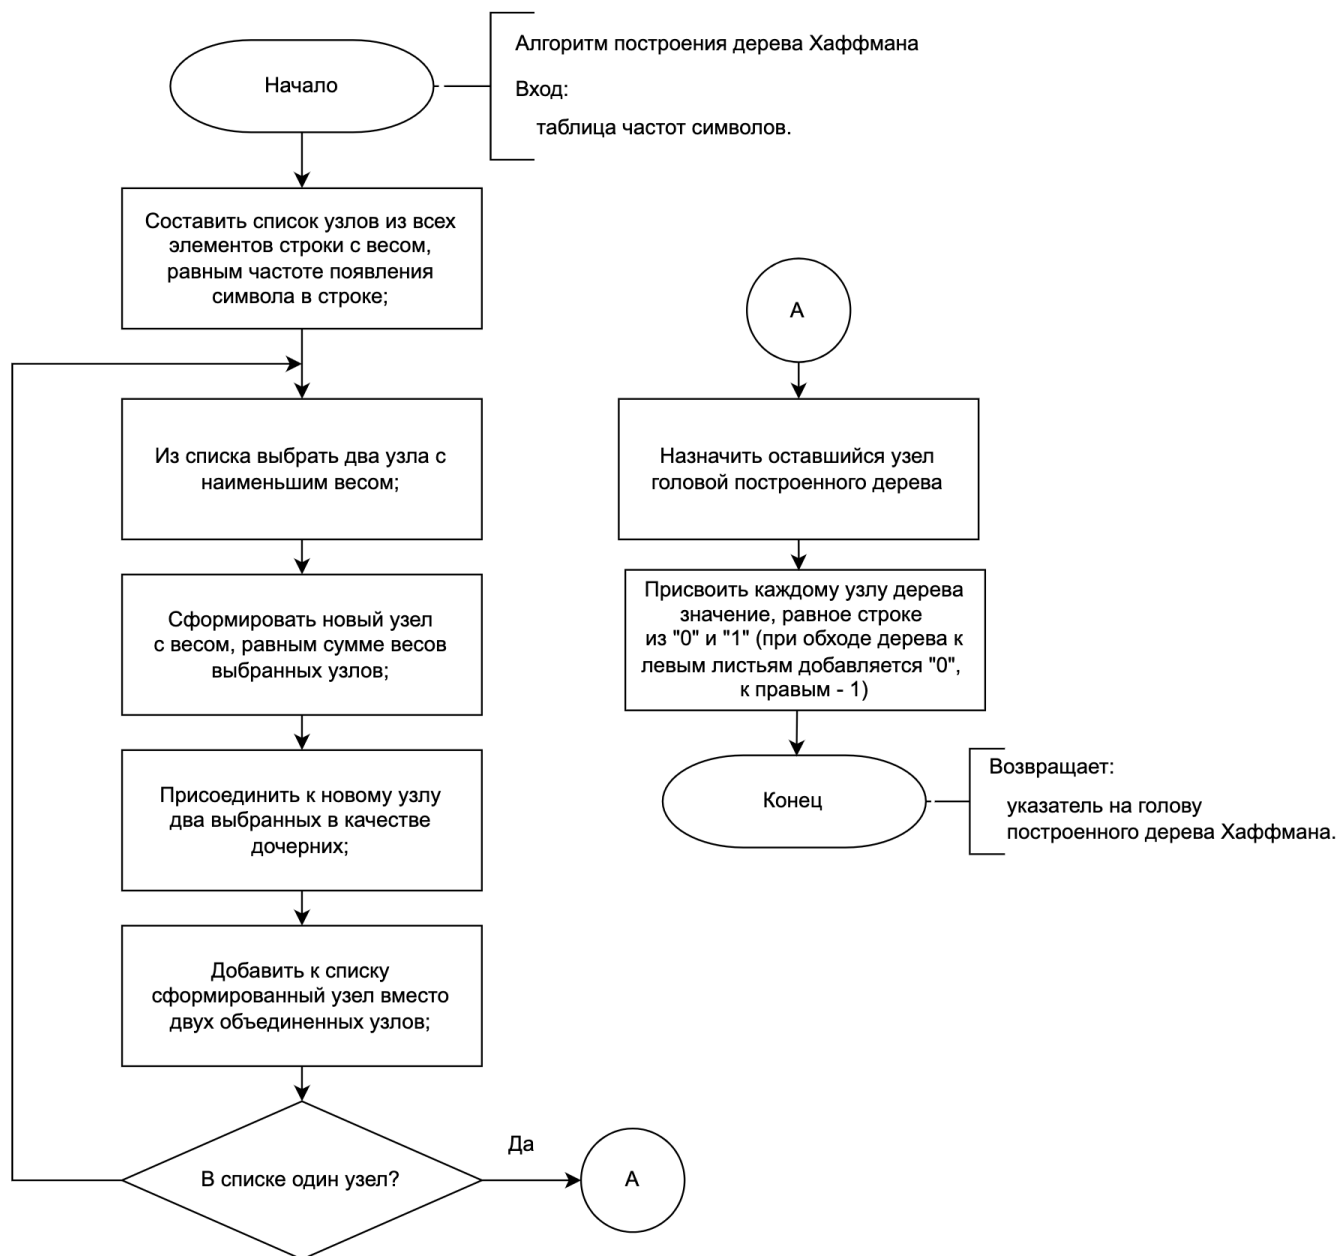 Начало
Алгоритм построения дерева Хаффмана
Вход:
таблица частот символов.
Составить список узлов из всех
элементов строки с весом,
равным частоте появления
символа в строке;
Из списка выбрать два узла с
наименьшим весом;
Сформировать новый узел
с весом, равным сумме весов
выбранных узлов;
Присоединить к новому узлу
два выбранных в качестве
дочерних;
Добавить к списку
сформированный узел вместо
двух объединенных узлов;
В списке один узел?
Да
А
А
Назначить оставшийся узел
головой построенного дерева
Присвоить каждому узлу дерева
значение, равное строке
из "0" и "1" (при обходе дерева к
левым листьям добавляется "0",
к правым - 1)
Конец
Возвращает:
указатель на голову
построенного дерева Хаффмана.